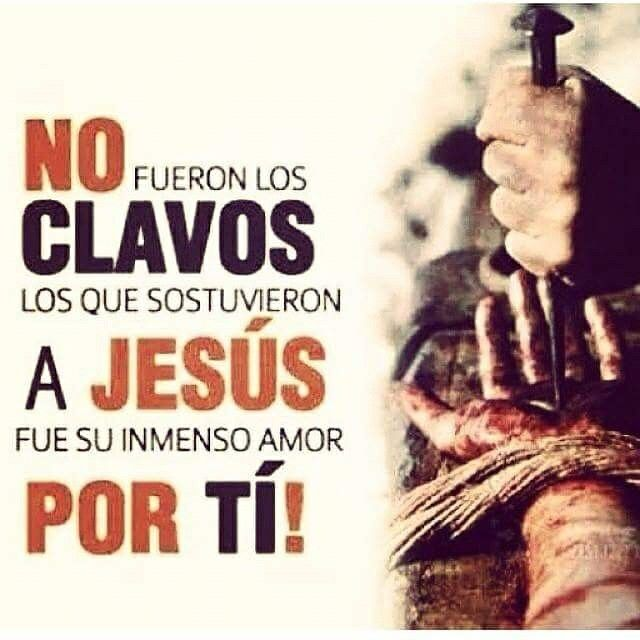 NO FUERON LOS
CLAVOS
LOS QUE SOSTUVIERON
A JESÚS
FUE SU INMENSO AMOR
POR TÍ!